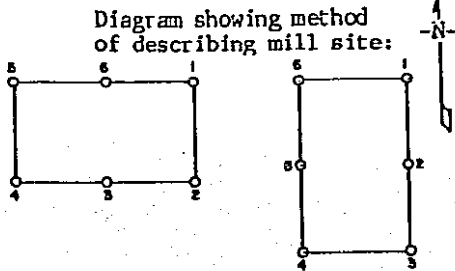 Diagram showing method
of describing mill site:
-N-
5 6 1
4 3 2
6 1
5 2
4 3